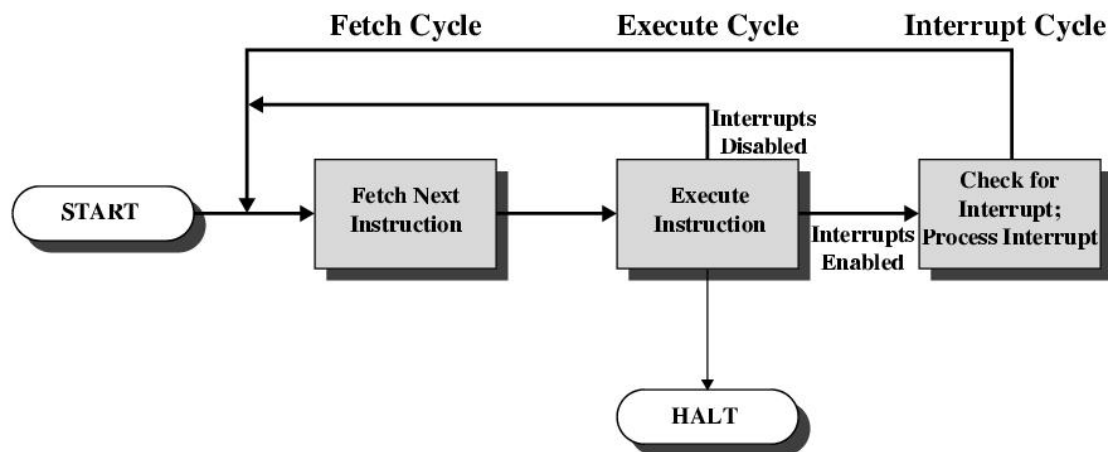 Fetch Cycle
Execute Cycle
Interrupt Cycle
Interrupts
Disabled
START
Fetch Next
Instruction
Execute
Instruction
Interrupts
Enabled
Check for
Interrupt;
Process Interrupt
HALT